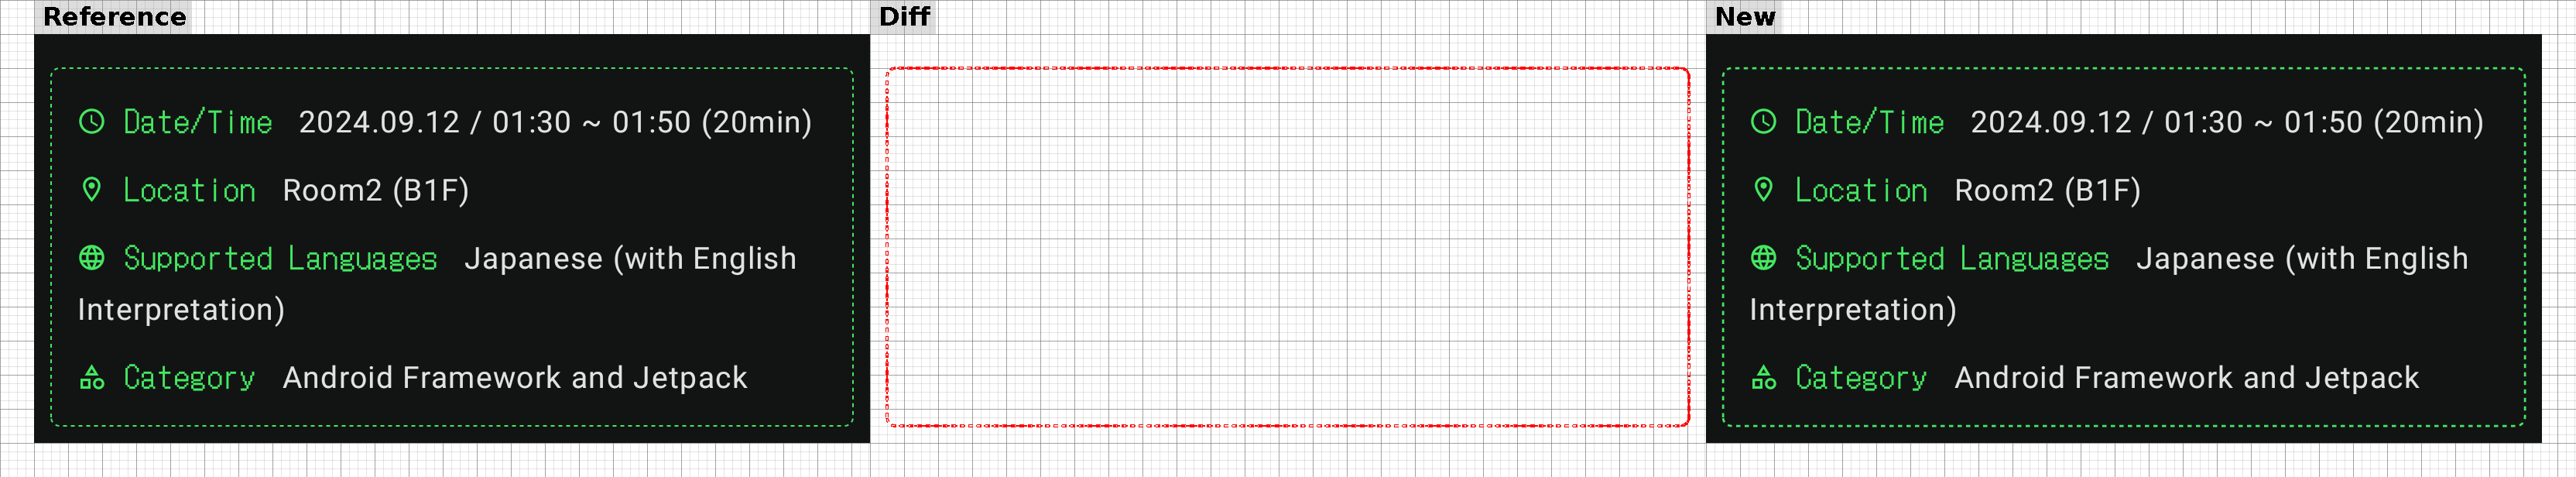 Reference
Date/Time 2024.09.12 / 01:30 ~ 01:50 (20min)
Location Room2 (B1F)
Supported Languages Japanese (with English
Interpretation)
Category Android Framework and Jetpack
Diff
New
Date/Time 2024.09.12 / 01:30 ~ 01:50 (20min)
Location Room2 (B1F)
Supported Languages Japanese (with English
Interpretation)
Category Android Framework and Jetpack